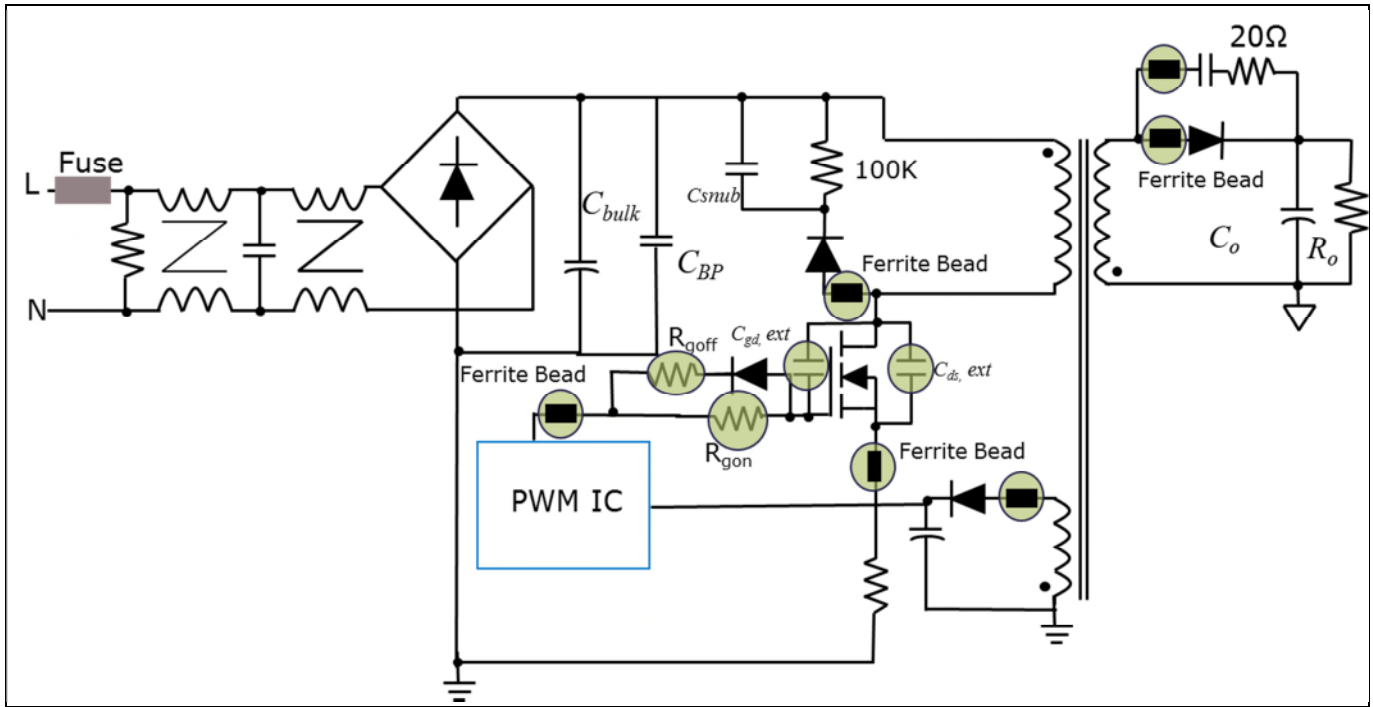 20Ω
Fuse
L
100K
Ferrite Bead
Csnub
C_bulk
C_o
R_o
C_BP
Ferrite Bead
N
R_goff
C_gd, ext
Ferrite Bead
C_ds, ext
Ferrite Bead
R_gon
PWM IC